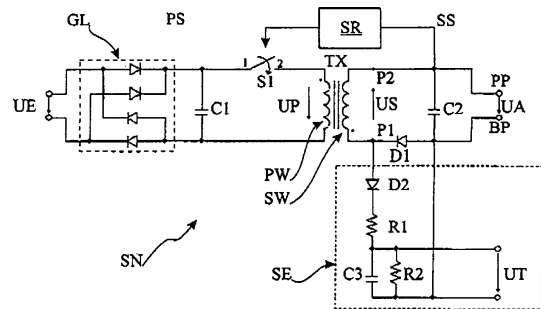 GL PS SR SS
1 2 TX
S1 P2 PP
UE C1 UP US C2 UA
P1 BP
D1
PW D2
SW R1
SN SE C3 R2 UT